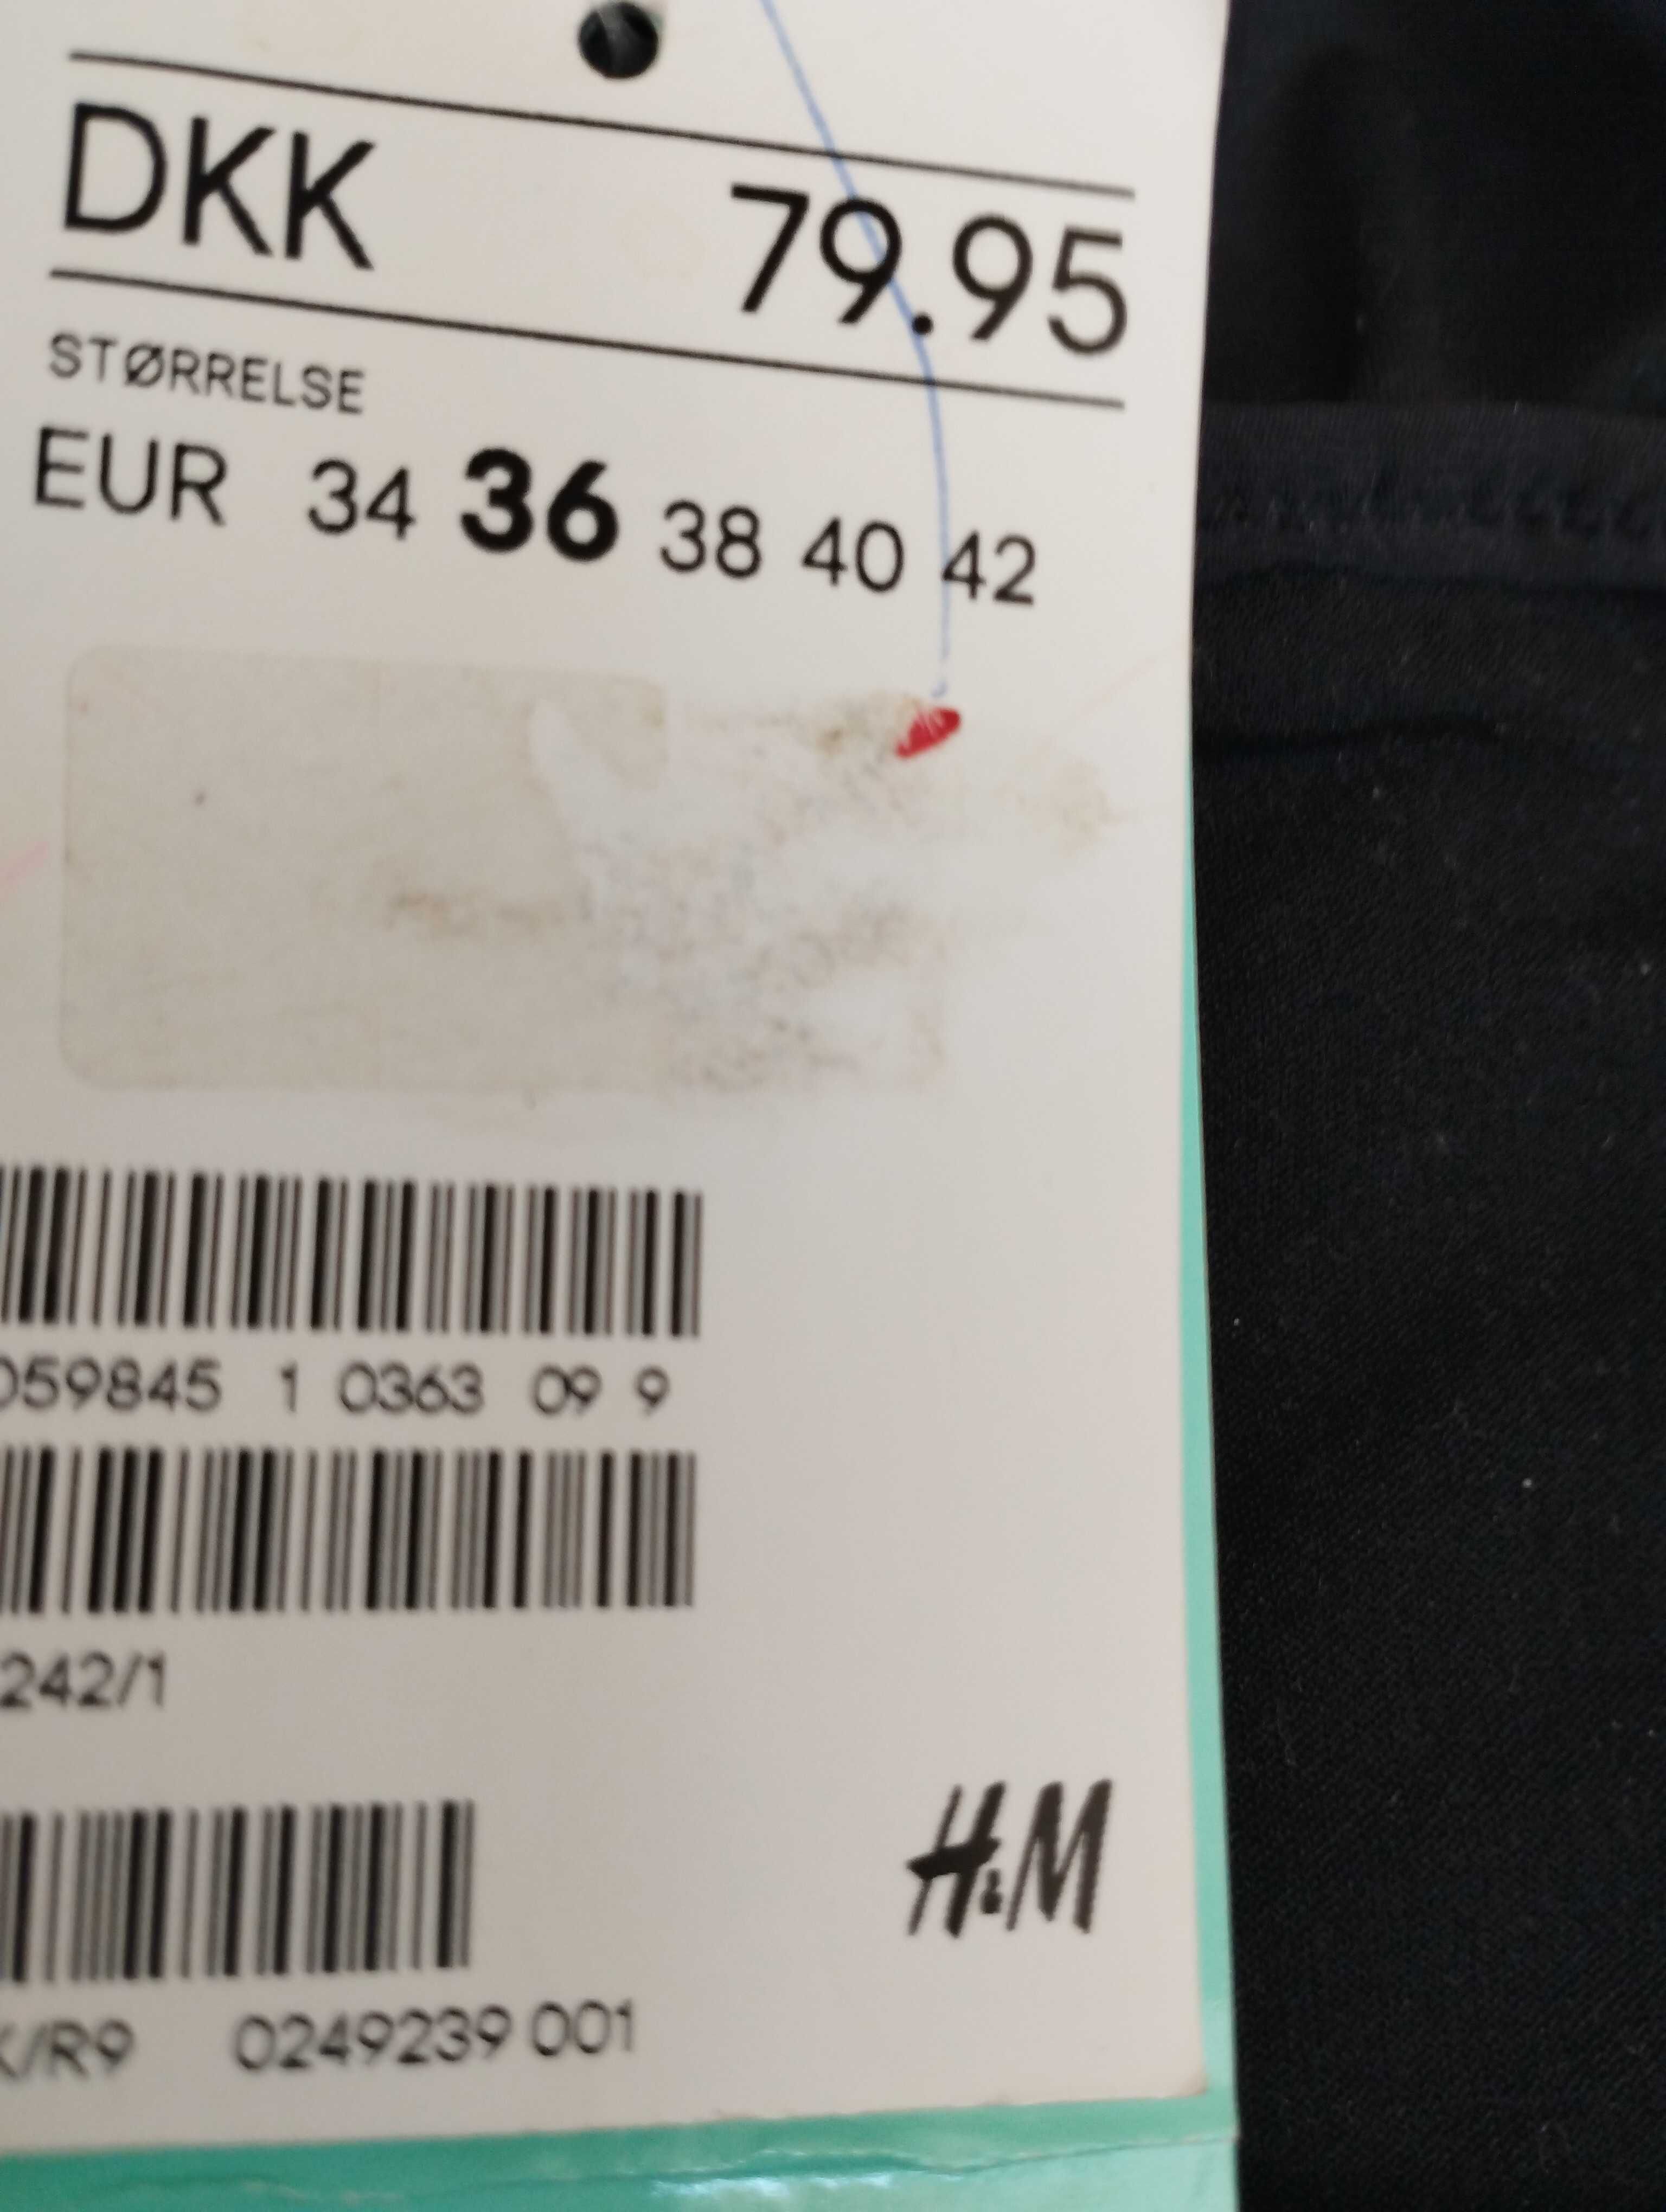 DKK 79.95
STØRRELSE
EUR 34 36 38 40 42
059845 1 0363 09 9
242/1
H&M
/R9 0249239 001